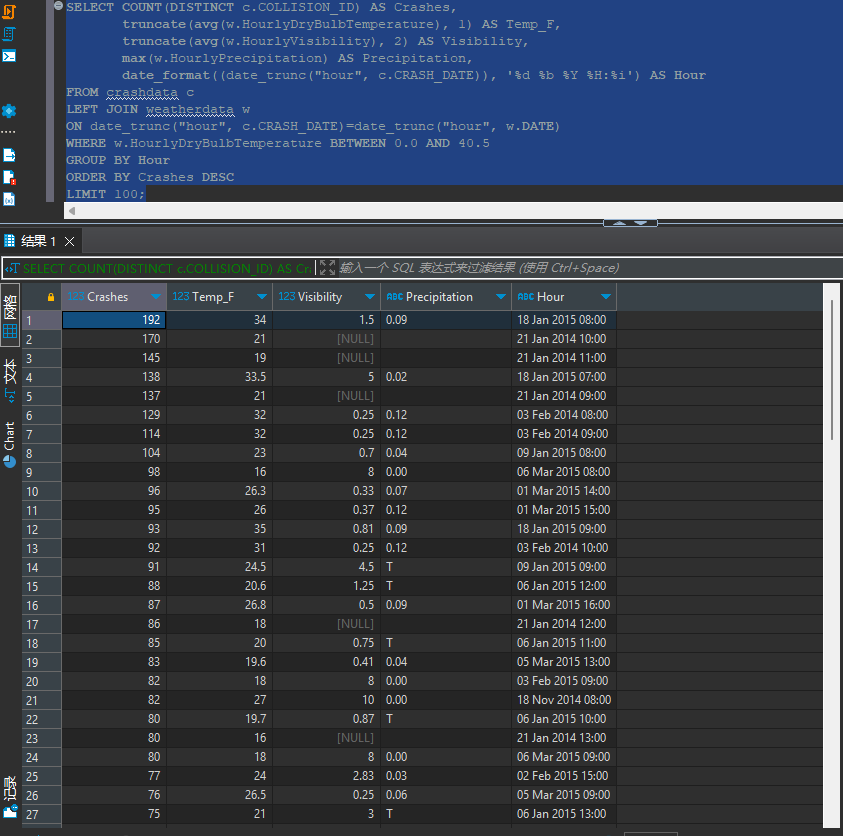 SELECT COUNT(DISTINCT c.COLLISION_ID) AS Crashes,
truncate(avg(w.HourlyDryBulbTemperature), 1) AS Temp_F,
truncate(avg(w.HourlyVisibility), 2) AS Visibility,
max(w.HourlyPrecipitation) AS Precipitation,
date_format((date_trunc("hour", c.CRASH_DATE)), '%d %b %Y %H:%i') AS Hour
FROM crashdata c
LEFT JOIN weatherdata w
ON date_trunc("hour", c.CRASH_DATE)=date_trunc("hour", w.DATE)
WHERE w.HourlyDryBulbTemperature BETWEEN 0.0 AND 40.5
GROUP BY Hour
ORDER BY Crashes DESC
LIMIT 100;
结果 1
SELECT COUNT(DISTINCT c.COLLISION_ID) AS Cra 输入一个 SQL 表达式来过滤结果 (使用 Ctrl+Space)
网格
文本
Chart
记录
123 Crashes 123 Temp_F 123 Visibility ABC Precipitation ABC Hour
1 192 34 1.5 0.09 18 Jan 2015 08:00
2 170 21 [NULL] 21 Jan 2014 10:00
3 145 19 [NULL] 21 Jan 2014 11:00
4 138 33.5 5 0.02 18 Jan 2015 07:00
5 137 21 [NULL] 21 Jan 2014 09:00
6 129 32 0.25 0.12 03 Feb 2014 08:00
7 114 32 0.25 0.12 03 Feb 2014 09:00
8 104 23 0.7 0.04 09 Jan 2015 08:00
9 98 16 8 0.00 06 Mar 2015 08:00
10 96 26.3 0.33 0.07 01 Mar 2015 14:00
11 95 26 0.37 0.12 01 Mar 2015 15:00
12 93 35 0.81 0.09 18 Jan 2015 09:00
13 92 31 0.25 0.12 03 Feb 2014 10:00
14 91 24.5 4.5 T 09 Jan 2015 09:00
15 88 20.6 1.25 T 06 Jan 2015 12:00
16 87 26.8 0.5 0.09 01 Mar 2015 16:00
17 86 18 [NULL] 21 Jan 2014 12:00
18 85 20 0.75 T 06 Jan 2015 11:00
19 83 19.6 0.41 0.04 05 Mar 2015 13:00
20 82 18 8 0.00 03 Feb 2015 09:00
21 82 27 10 0.00 18 Nov 2014 08:00
22 80 19.7 0.87 T 06 Jan 2015 10:00
23 80 16 [NULL] 21 Jan 2014 13:00
24 80 18 8 0.00 06 Mar 2015 09:00
25 77 24 2.83 0.03 02 Feb 2015 15:00
26 76 26.5 0.25 0.06 05 Mar 2015 09:00
27 75 21 3 T 06 Jan 2015 13:00